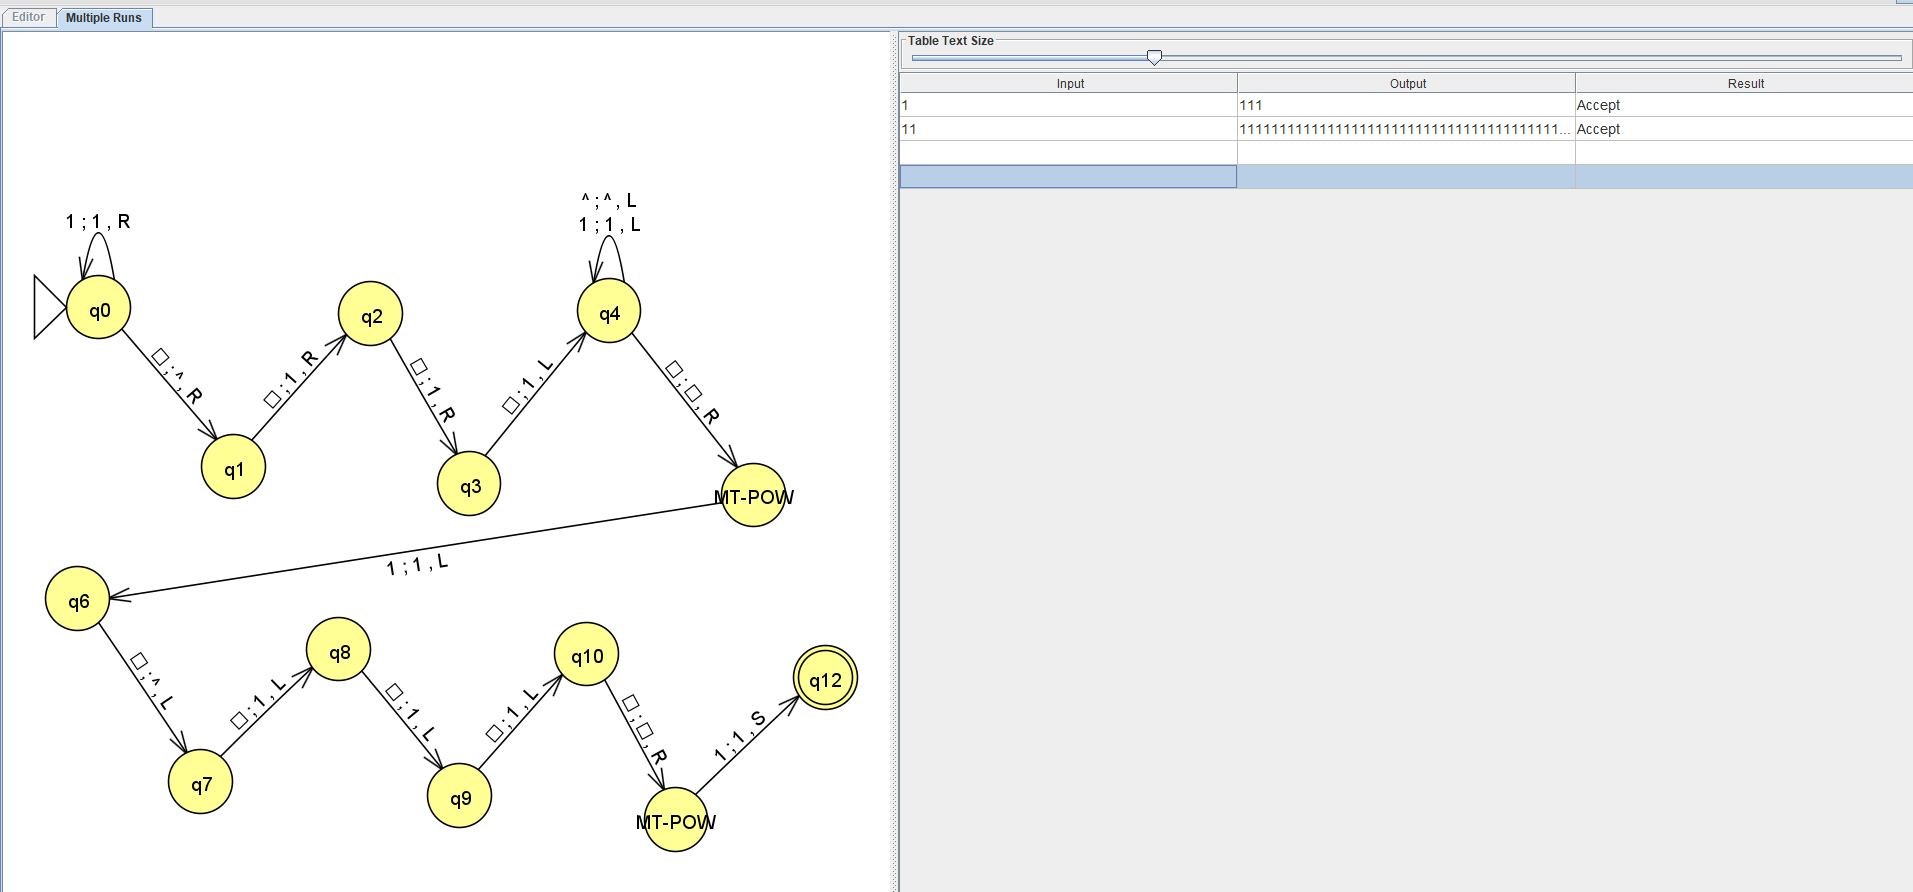 Editor
Multiple Runs
Table Text Size
Input
Output
Result
1
111
Accept
11
1111111111111111111111111111111111111111...
Accept
1 ; 1 , R
^ ; ^ , L
1 ; 1 , L
q0
q2
q4
□ ; ^ , R
□ ; 1 , R
□ ; 1 , R
□ ; 1 , L
□ ; □ , R
q1
q3
MT-POW
1 ; 1 , L
q6
q8
q10
q12
□ ; ^ , L
□ ; 1 , L
□ ; 1 , L
□ ; 1 , L
□ ; □ , R
1 ; 1 , S
q7
q9
MT-POW